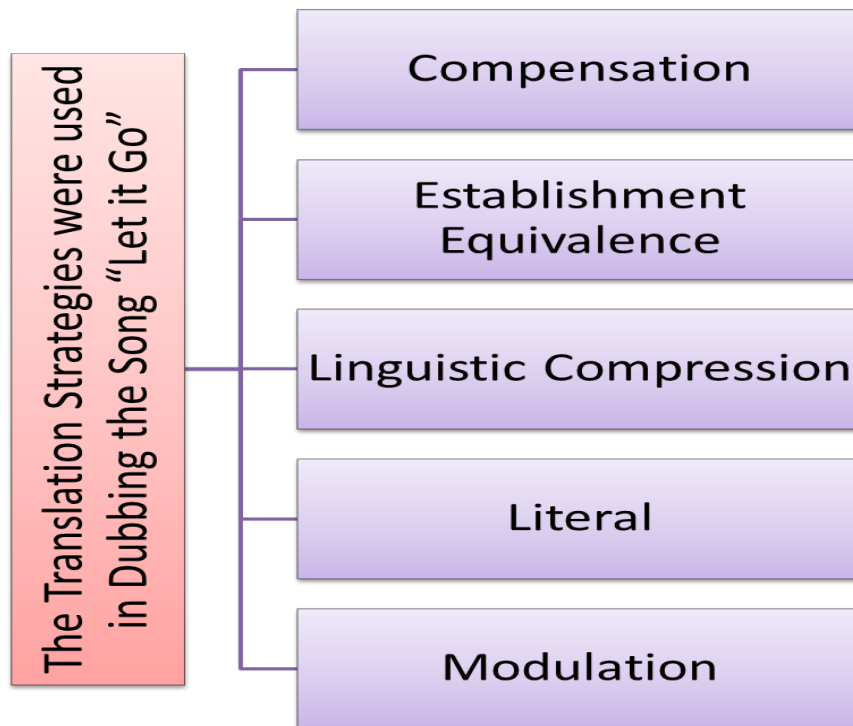 The Translation Strategies were used
in Dubbing the Song “Let it Go”
Compensation
Establishment
Equivalence
Linguistic Compression
Literal
Modulation